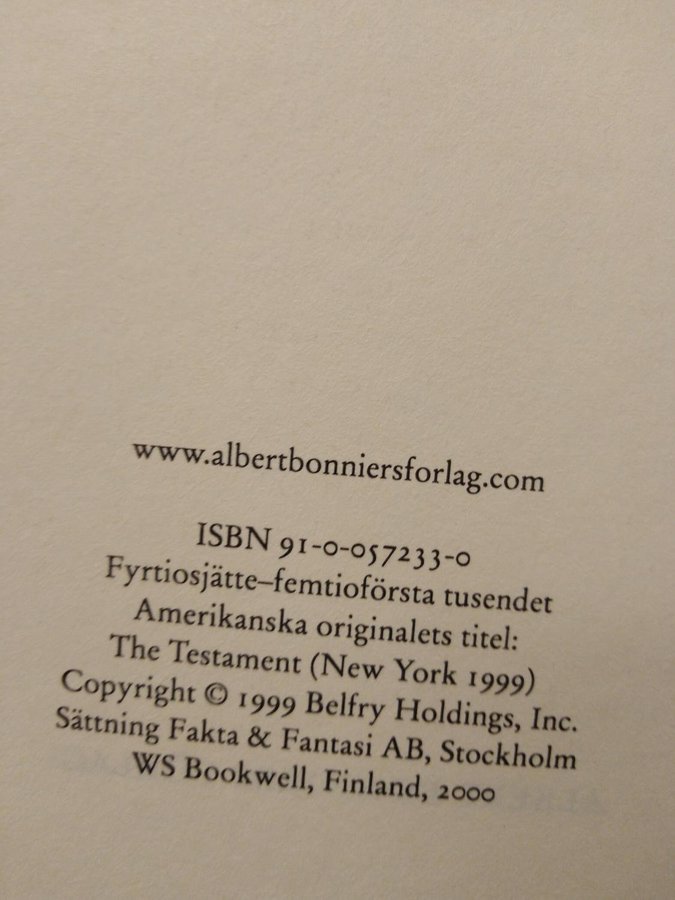 www.albertbonniersforlag.com
ISBN 91-0-057233-0
Fyrtiosjätte–femtioförsta tusendet
Amerikanska originalets titel:
The Testament (New York 1999)
Copyright © 1999 Belfry Holdings, Inc.
Sättning Fakta & Fantasi AB, Stockholm
WS Bookwell, Finland, 2000